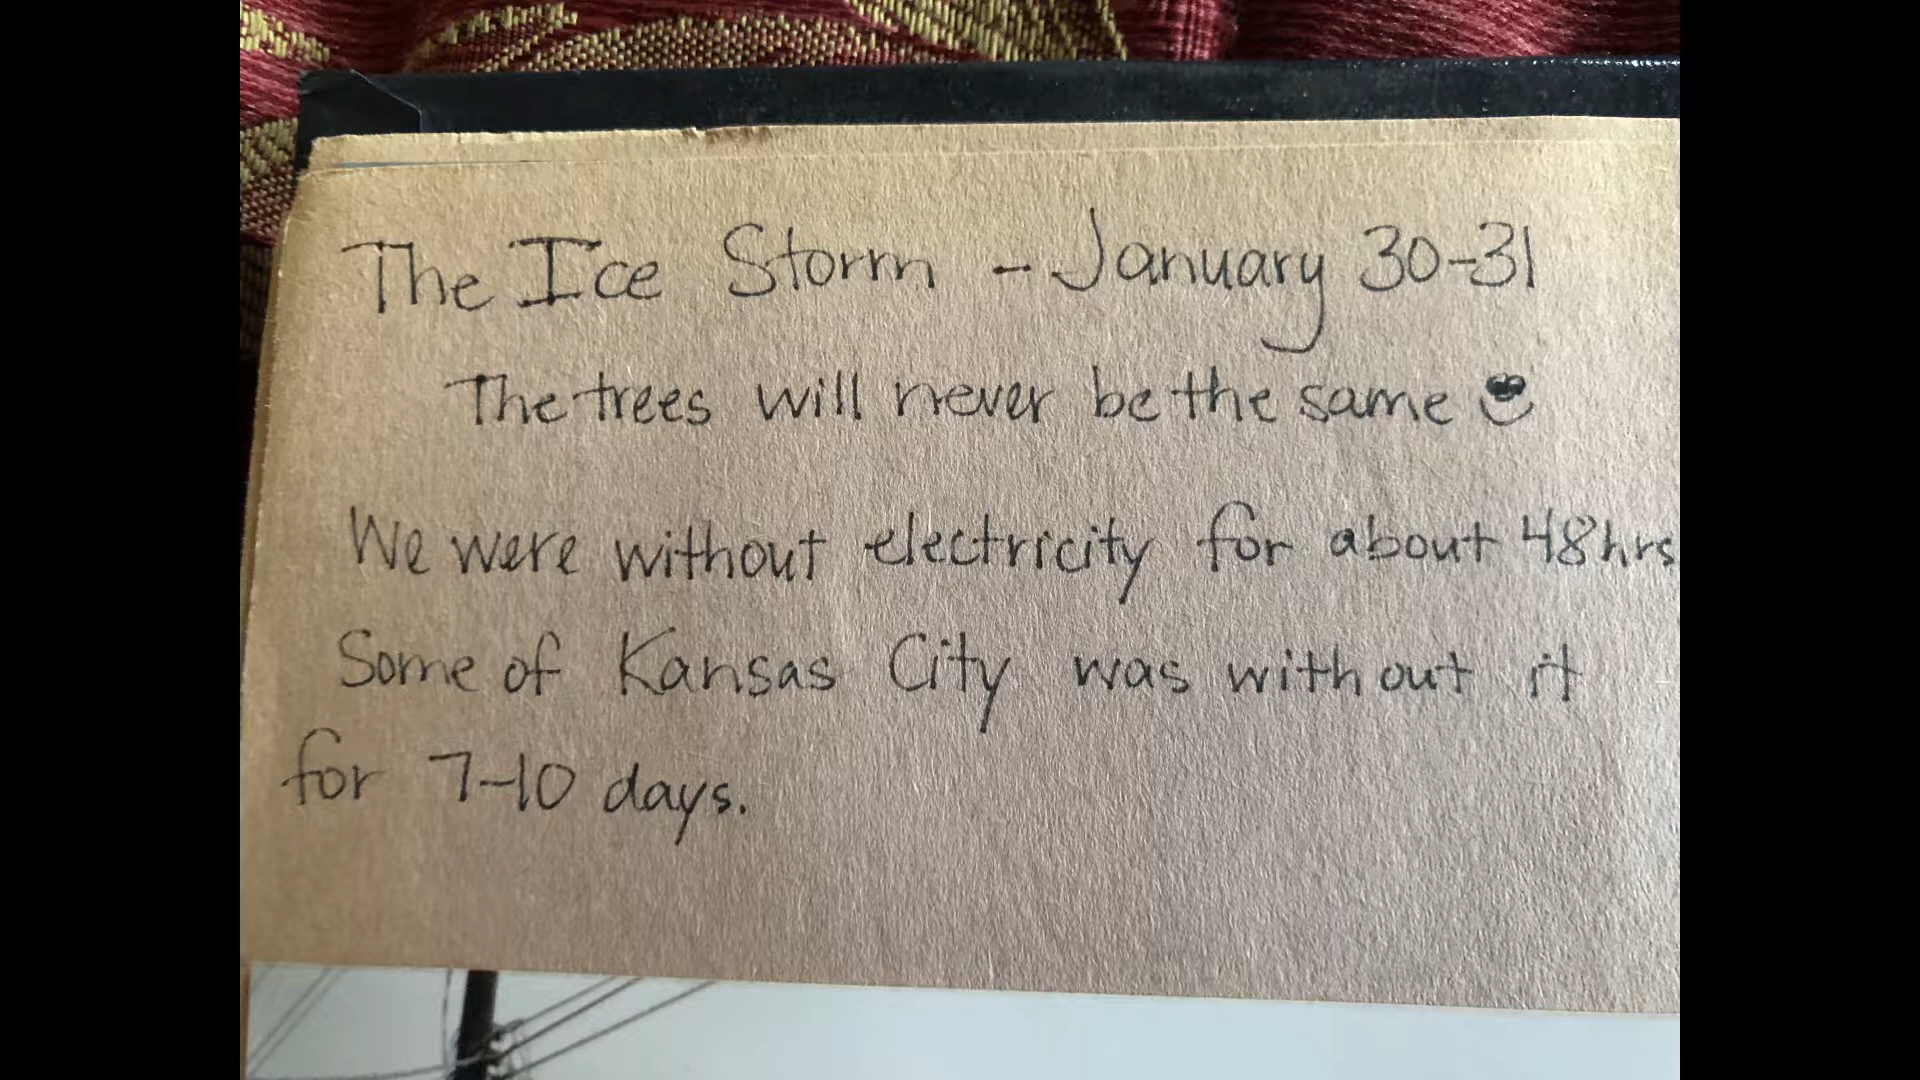 The Ice Storm - January 30-31
The trees will never be the same
We were without electricity for about 48hrs
Some of Kansas City was without it
for 7-10 days.